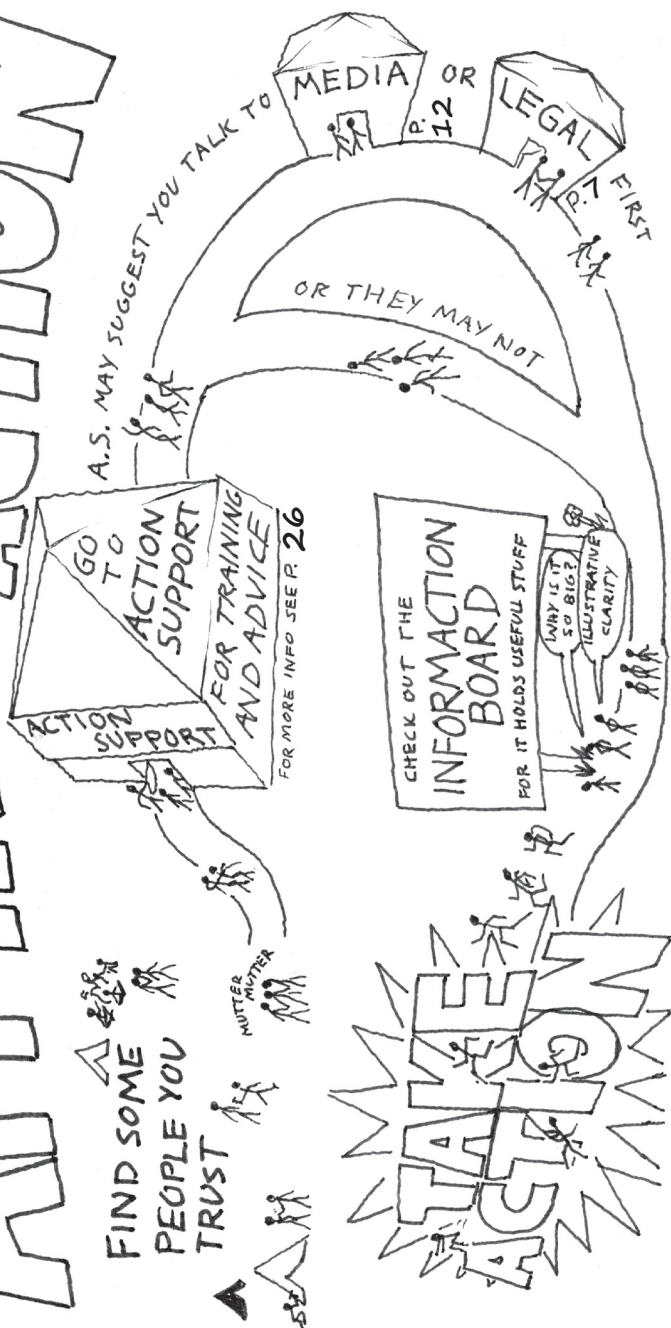 FIND SOME
PEOPLE YOU
TRUST
MUTTER
MUTTER
ACTION
SUPPORT
GO
TO
ACTION
SUPPORT
FOR TRAINING
AND ADVICE
FOR MORE INFO SEE P. 26
A.S. MAY SUGGEST YOU TALK TO
MEDIA
P.
12
OR
LEGAL
P. 7
FIRST
OR THEY MAY NOT
CHECK OUT THE
INFORMACTION
BOARD
FOR IT HOLDS USEFUL STUFF
WHY IS IT
SO BIG?
ILLUSTRATIVE
CLARITY
TAKE
ACTION